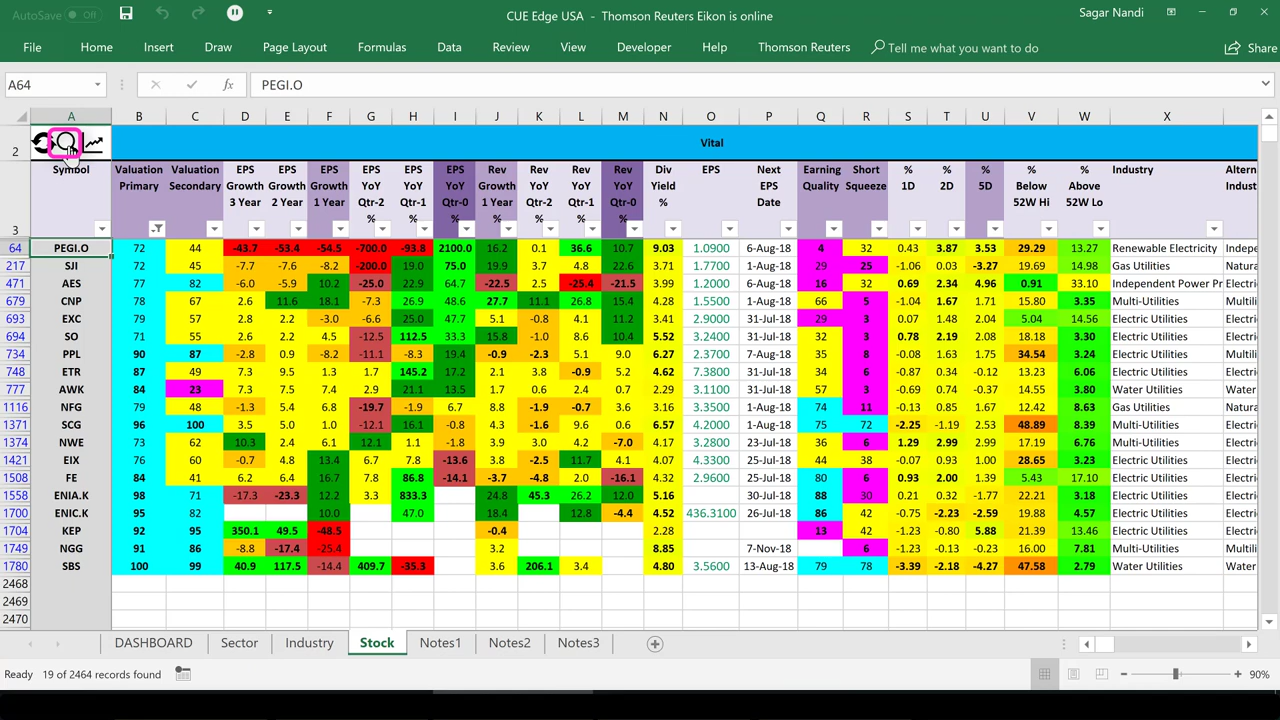 AutoSave Off CUE Edge USA - Thomson Reuters Eikon is online Sagar Nandi
File Home Insert Draw Page Layout Formulas Data Review View Developer Help Thomson Reuters Tell me what you want to do Share
A64 fx PEGI.O
A B C D E F G H I J K L M N O P Q R S T U V W X
2 Vital
Symbol Valuation Primary Valuation Secondary EPS Growth 3 Year EPS Growth 2 Year EPS Growth 1 Year EPS YoY Qtr-2 % EPS YoY Qtr-1 % EPS YoY Qtr-0 % Rev Growth 1 Year Rev YoY Qtr-2 % Rev YoY Qtr-1 % Rev YoY Qtr-0 % Div Yield % EPS Next EPS Date Earning Quality Short Squeeze % 1D % 2D % 5D % Below 52W Hi % Above 52W Lo Industry Altern Indust
3
64 PEGI.O 72 44 -43.7 -53.4 -54.5 -700.0 -93.8 2100.0 16.2 0.1 36.6 10.7 9.03 1.0900 6-Aug-18 4 32 0.43 3.87 3.53 29.29 13.27 Renewable Electricity Indepe
217 SJI 72 45 -7.7 -7.6 -8.2 -200.0 19.0 75.0 19.9 3.7 4.8 22.6 3.71 1.7700 1-Aug-18 29 25 -1.06 0.03 -3.27 19.69 14.98 Gas Utilities Natura
471 AES 77 82 -6.0 -5.9 10.2 -25.0 22.9 64.7 -22.5 2.5 -25.4 -21.5 3.99 1.2000 6-Aug-18 16 32 0.69 2.34 4.96 0.91 33.10 Independent Power Pr Indepe
679 CNP 78 67 2.6 11.6 18.1 -7.3 26.9 48.6 27.7 11.1 26.8 15.4 4.28 1.5500 1-Aug-18 66 5 -1.04 1.67 1.71 15.80 3.35 Multi-Utilities Multili
693 EXC 79 57 2.8 2.2 -3.0 -6.6 25.0 47.7 5.1 -0.8 4.1 11.2 3.41 2.9000 31-Jul-18 29 3 0.07 1.48 2.04 5.04 14.56 Electric Utilities Electri
694 SO 71 55 2.6 2.2 4.5 -12.5 112.5 33.3 15.8 -1.0 8.6 10.4 5.52 3.2400 31-Jul-18 32 3 0.78 2.19 2.08 18.18 3.30 Electric Utilities Electri
734 PPL 90 87 -2.8 0.9 -8.2 -11.1 -8.3 19.4 -0.9 -2.3 5.1 9.0 6.27 2.3700 7-Aug-18 35 8 -0.08 1.63 1.75 34.54 3.24 Electric Utilities Multili
748 ETR 87 49 7.3 9.5 1.3 1.7 145.2 17.2 2.1 3.8 -0.9 5.2 4.62 7.3800 1-Aug-18 34 6 -0.87 0.34 -0.12 13.23 6.06 Electric Utilities Electri
777 AWK 84 23 7.3 7.5 7.4 2.9 21.1 13.5 1.7 0.6 2.4 0.7 2.29 3.1100 1-Aug-18 57 3 -0.69 0.74 -0.37 14.55 3.80 Water Utilities Water
1116 NFG 79 48 -1.3 5.4 6.8 -19.7 -1.9 6.7 8.8 -1.9 -0.7 3.6 3.16 3.3500 1-Aug-18 74 11 -0.13 0.85 1.67 12.42 8.63 Gas Utilities Natura
1371 SCG 96 100 3.5 5.0 1.0 -12.1 16.1 -0.8 4.3 -1.6 9.6 0.6 6.57 4.2000 1-Aug-18 75 72 -2.25 -1.19 2.53 48.89 8.39 Multi-Utilities Electri
1374 NWE 73 62 10.3 2.4 6.1 12.1 1.1 -1.8 3.9 3.0 4.2 -7.0 4.02 3.2800 23-Jul-18 36 6 1.29 2.99 2.99 17.19 6.76 Multi-Utilities Electri
1421 EIX 76 60 -0.7 4.8 13.4 6.7 7.8 -13.6 3.8 -2.5 11.7 4.1 4.07 4.3300 25-Jul-18 44 38 -0.07 0.93 1.00 28.65 3.23 Electric Utilities Electri
1508 FE 84 41 6.2 6.4 16.7 7.8 86.8 -14.1 -3.7 -4.8 2.0 -16.1 4.12 2.9600 25-Jul-18 80 6 0.93 2.00 1.39 5.43 17.10 Electric Utilities Electri
1558 ENIA.K 98 71 -17.3 -23.3 12.2 3.3 833.3 24.8 45.3 26.2 12.0 5.16 30-Jul-18 88 30 0.21 0.32 -1.77 22.21 3.18 Electric Utilities Electri
1700 ENIC.K 95 82 10.0 47.0 18.4 12.8 -4.4 4.52 436.3100 26-Jul-18 86 42 -0.75 -2.23 -2.59 19.88 4.57 Electric Utilities Electri
1704 KEP 92 95 350.1 49.5 -48.5 -0.4 2.28 13 42 -1.23 -0.80 5.88 21.39 13.46 Electric Utilities Electri
1749 NGG 91 86 -8.8 -17.4 -25.4 3.2 8.85 7-Nov-18 6 -1.23 -0.13 -0.23 16.00 7.81 Multi-Utilities Multili
1780 SBS 100 99 40.9 117.5 -14.4 409.7 -35.3 3.6 206.1 3.4 4.80 3.5600 13-Aug-18 79 78 -3.39 -2.18 -4.27 47.58 2.79 Water Utilities Water
2468
2469
2470
DASHBOARD Sector Industry Stock Notes1 Notes2 Notes3
Ready 19 of 2464 records found 90%